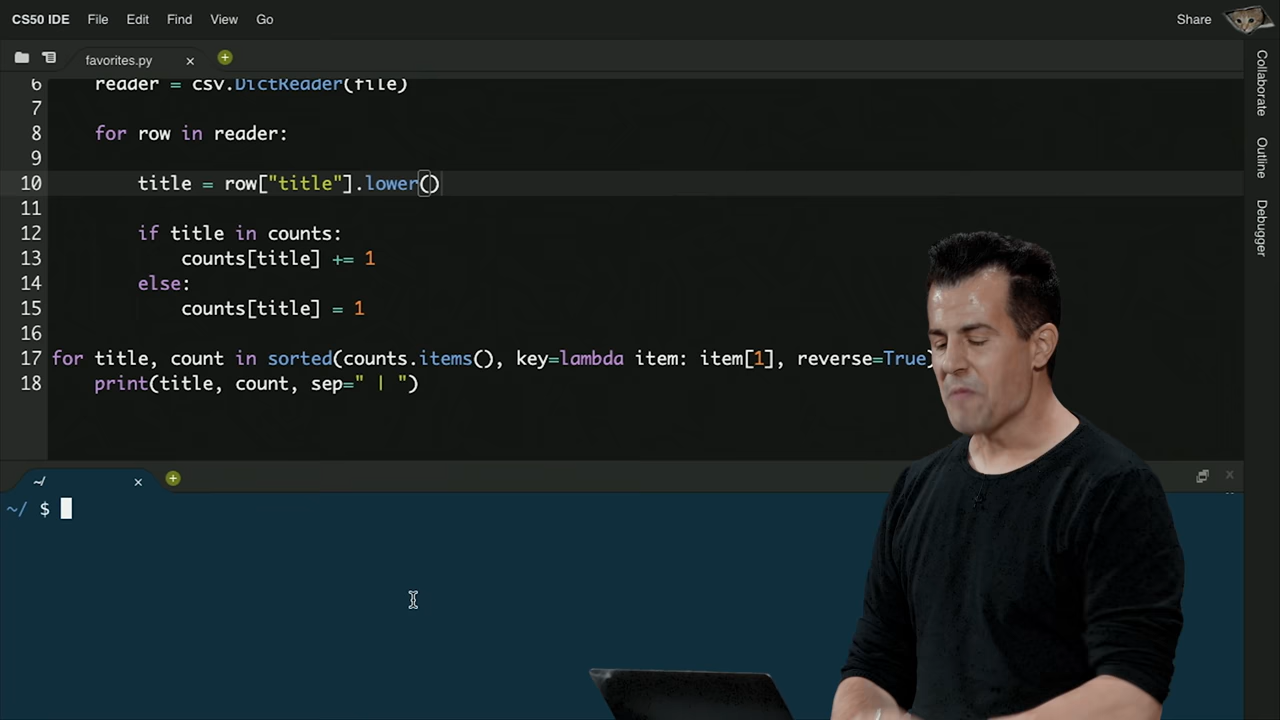 CS50 IDE File Edit Find View Go Share
favorites.py
6 reader = csv.DictReader(file)
7
8 for row in reader:
9
10 title = row["title"].lower()
11
12 if title in counts:
13 counts[title] += 1
14 else:
15 counts[title] = 1
16
17 for title, count in sorted(counts.items(), key=lambda item: item[1], reverse=True)
18 print(title, count, sep=" | ")
~/
~/ $
Collaborate
Outline
Debugger